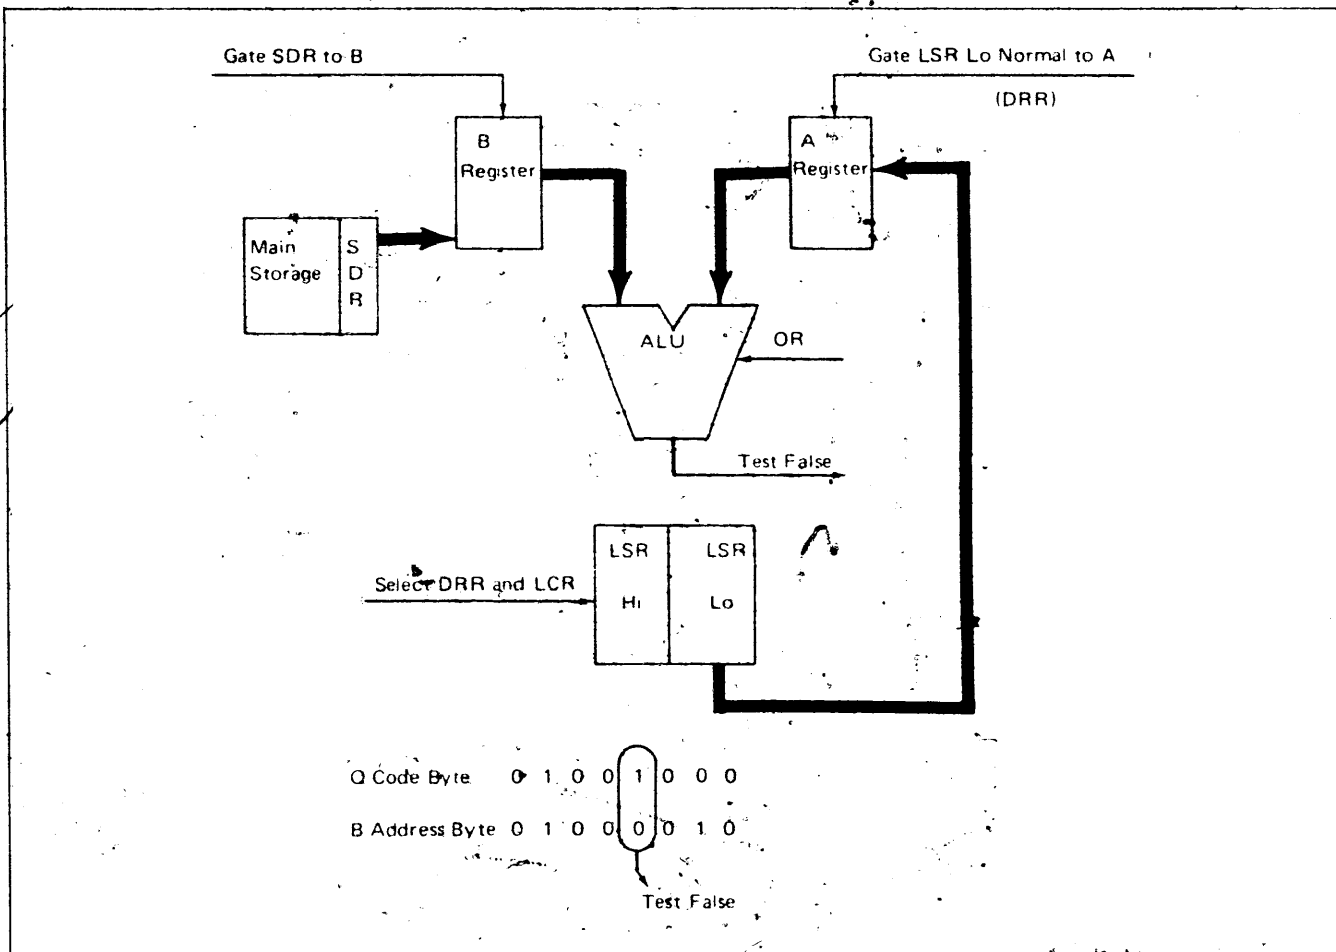 Gate SDR to B
Gate LSR Lo Normal to A
(DRR)
B
Register
A
Register
Main
Storage
S
D
R
ALU
OR
Test False
LSR
Hi
LSR
Lo
Select DRR and LCR
Q Code Byte 0 1 0 0 1 0 0 0
B Address Byte 0 1 0 0 0 0 1 0
Test False